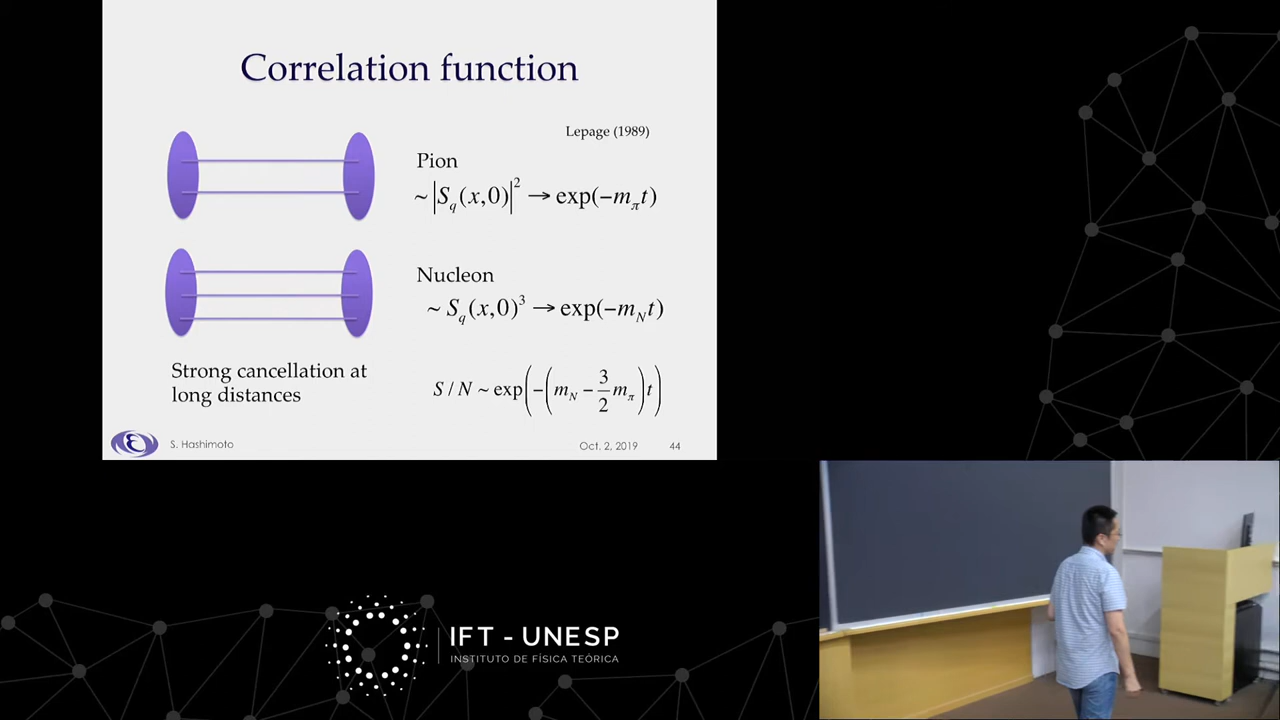 Correlation function
Lepage (1989)
Pion
~ |S_q(x,0)|^2 → exp(−m_π t)
Nucleon
~ S_q(x,0)^3 → exp(−m_N t)
Strong cancellation at
long distances
S / N ~ exp(−(m_N − 3/2 m_π)t)
S. Hashimoto
Oct. 2, 2019
44
IFT - UNESP
INSTITUTO DE FÍSICA TEÓRICA